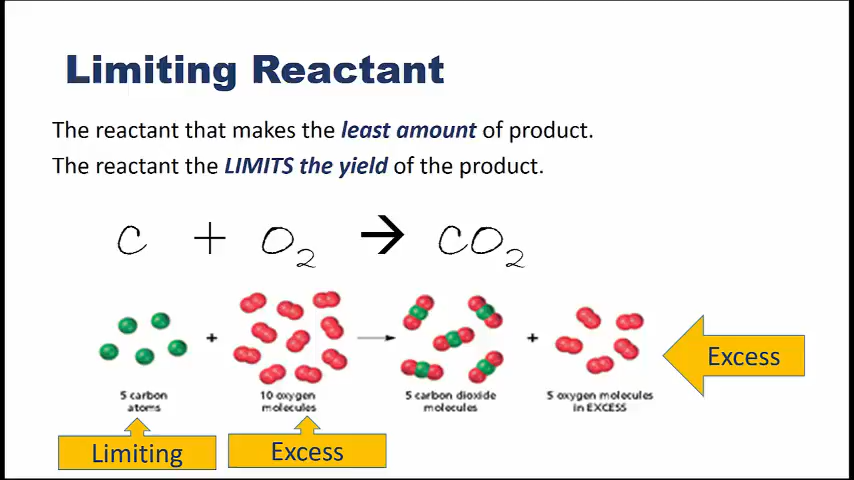 Limiting Reactant
The reactant that makes the least amount of product.
The reactant the LIMITS the yield of the product.
C + O₂ → CO₂
+ → +
5 carbon atoms
10 oxygen molecules
5 carbon dioxide molecules
5 oxygen molecules in EXCESS
Excess
Limiting
Excess